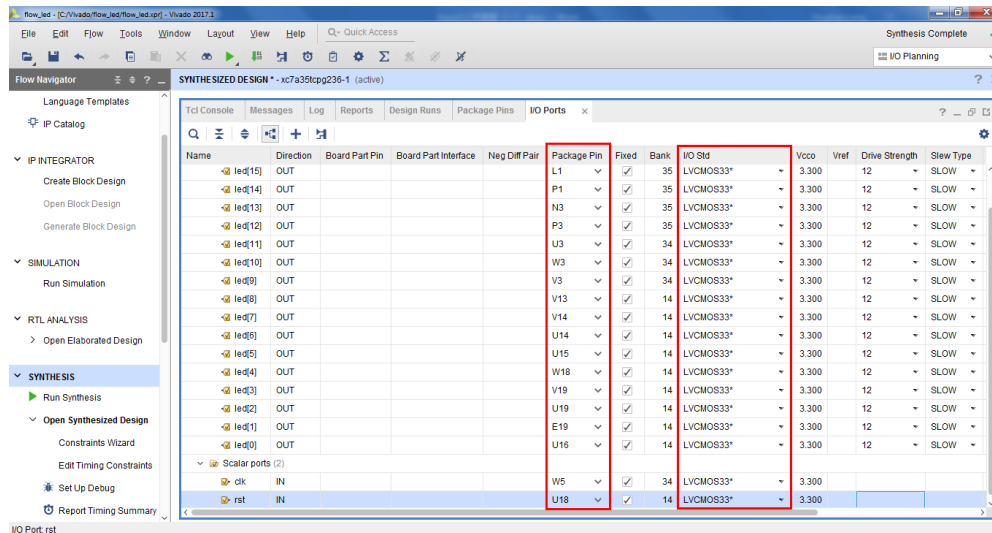 flow_led - [C:/Vivado/flow_led/flow_led.xpr] - Vivado 2017.1
File Edit Flow Tools Window Layout View Help Quick Access Synthesis Complete
I/O Planning
Flow Navigator SYNTHESIZED DESIGN * - xc7a35tcpg236-1 (active)
Language Templates
IP Catalog
IP INTEGRATOR
Create Block Design
Open Block Design
Generate Block Design
SIMULATION
Run Simulation
RTL ANALYSIS
Open Elaborated Design
SYNTHESIS
Run Synthesis
Open Synthesized Design
Constraints Wizard
Edit Timing Constraints
Set Up Debug
Report Timing Summary
Tcl Console Messages Log Reports Design Runs Package Pins I/O Ports
Name Direction Board Part Pin Board Part Interface Neg Diff Pair Package Pin Fixed Bank I/O Std Vcco Vref Drive Strength Slew Type
led[15] OUT L1 35 LVCMOS33* 3.300 12 SLOW
led[14] OUT P1 35 LVCMOS33* 3.300 12 SLOW
led[13] OUT N3 35 LVCMOS33* 3.300 12 SLOW
led[12] OUT P3 35 LVCMOS33* 3.300 12 SLOW
led[11] OUT U3 34 LVCMOS33* 3.300 12 SLOW
led[10] OUT W3 34 LVCMOS33* 3.300 12 SLOW
led[9] OUT V3 34 LVCMOS33* 3.300 12 SLOW
led[8] OUT V13 14 LVCMOS33* 3.300 12 SLOW
led[7] OUT V14 14 LVCMOS33* 3.300 12 SLOW
led[6] OUT U14 14 LVCMOS33* 3.300 12 SLOW
led[5] OUT U15 14 LVCMOS33* 3.300 12 SLOW
led[4] OUT W18 14 LVCMOS33* 3.300 12 SLOW
led[3] OUT V19 14 LVCMOS33* 3.300 12 SLOW
led[2] OUT U19 14 LVCMOS33* 3.300 12 SLOW
led[1] OUT E19 14 LVCMOS33* 3.300 12 SLOW
led[0] OUT U16 14 LVCMOS33* 3.300 12 SLOW
Scalar ports (2)
clk IN W5 34 LVCMOS33* 3.300
rst IN U18 14 LVCMOS33* 3.300
I/O Port: rst